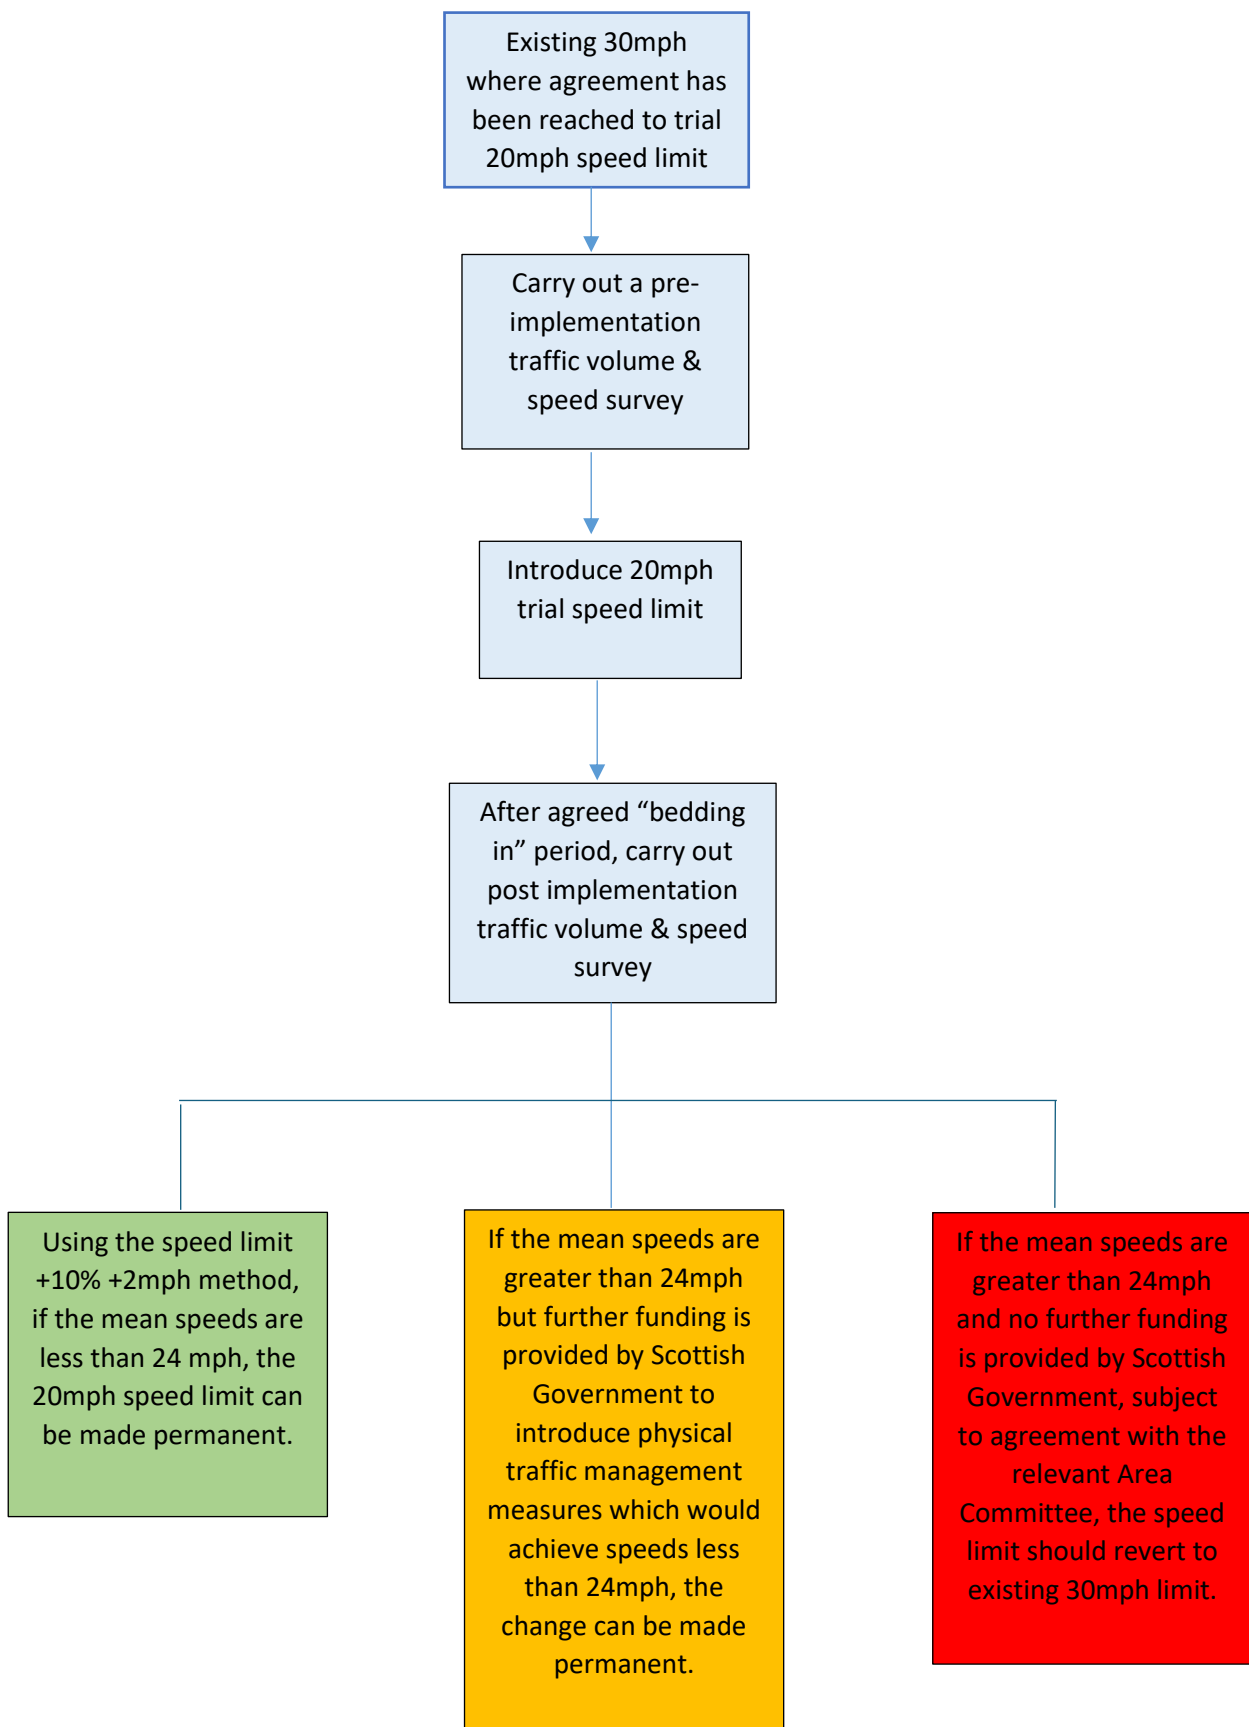 Existing 30mph
where agreement has
been reached to trial
20mph speed limit
Carry out a pre-
implementation
traffic volume &
speed survey
Introduce 20mph
trial speed limit
After agreed “bedding
in” period, carry out
post implementation
traffic volume & speed
survey
Using the speed limit
+10% +2mph method,
if the mean speeds are
less than 24 mph, the
20mph speed limit can
be made permanent.
If the mean speeds are
greater than 24mph
but further funding is
provided by Scottish
Government to
introduce physical
traffic management
measures which would
achieve speeds less
than 24mph, the
change can be made
permanent.
If the mean speeds are
greater than 24mph
and no further funding
is provided by Scottish
Government, subject
to agreement with the
relevant Area
Committee, the speed
limit should revert to
existing 30mph limit.